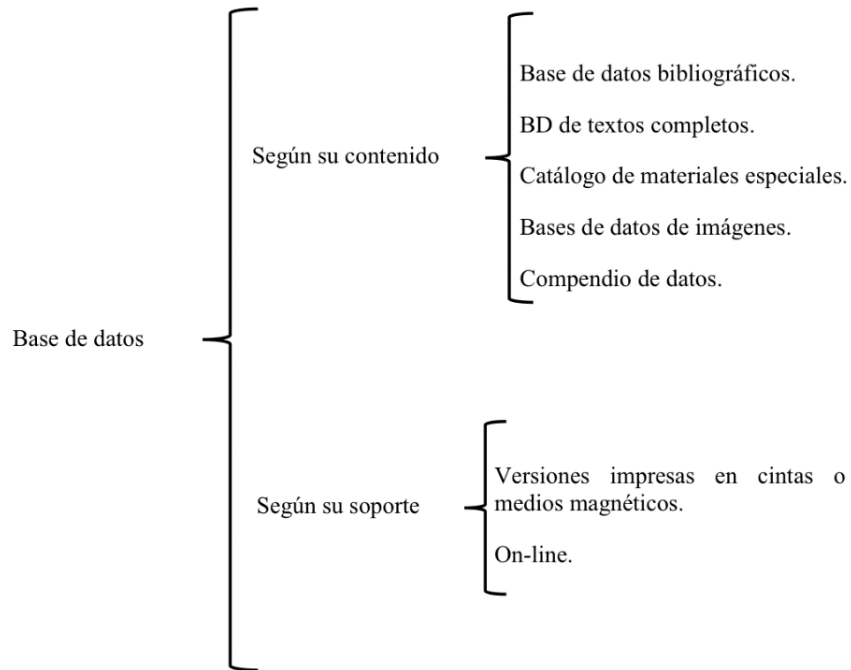 Base de datos
Según su contenido
Base de datos bibliográficos.
BD de textos completos.
Catálogo de materiales especiales.
Bases de datos de imágenes.
Compendio de datos.
Según su soporte
Versiones impresas en cintas o
medios magnéticos.
On-line.